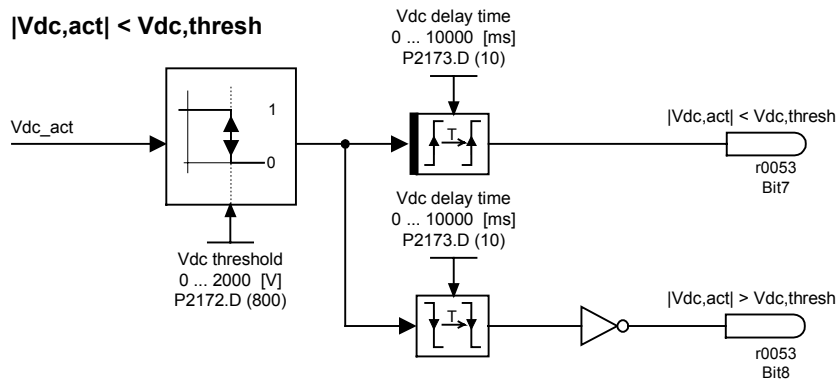 |Vdc,act| < Vdc,thresh
Vdc delay time
0 ... 10000 [ms]
P2173.D (10)
Vdc_act
1
0
T
|Vdc,act| < Vdc,thresh
r0053
Bit7
Vdc threshold
0 ... 2000 [V]
P2172.D (800)
Vdc delay time
0 ... 10000 [ms]
P2173.D (10)
T
|Vdc,act| > Vdc,thresh
r0053
Bit8